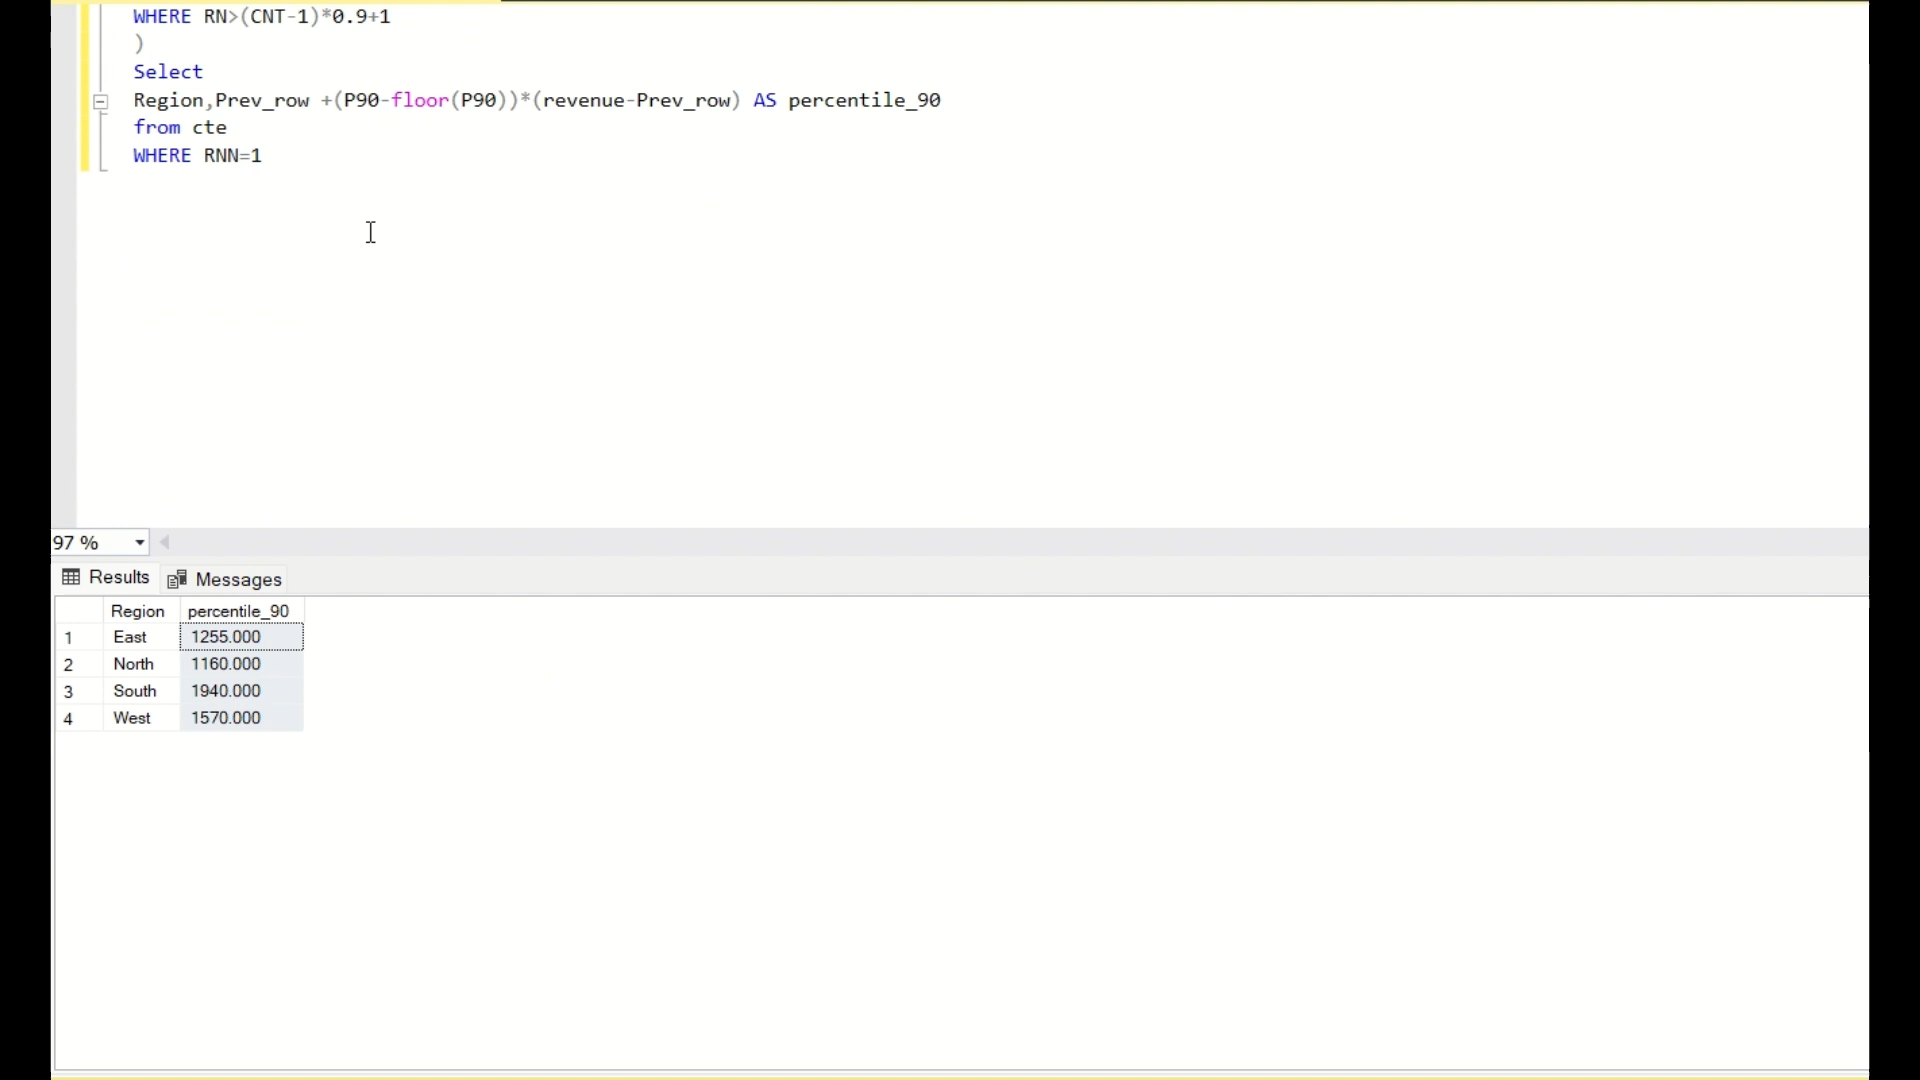 WHERE RN>(CNT-1)*0.9+1
)
Select
Region,Prev_row +(P90-floor(P90))*(revenue-Prev_row) AS percentile_90
from cte
WHERE RNN=1
97 %
Results Messages
Region percentile_90
1 East 1255.000
2 North 1160.000
3 South 1940.000
4 West 1570.000